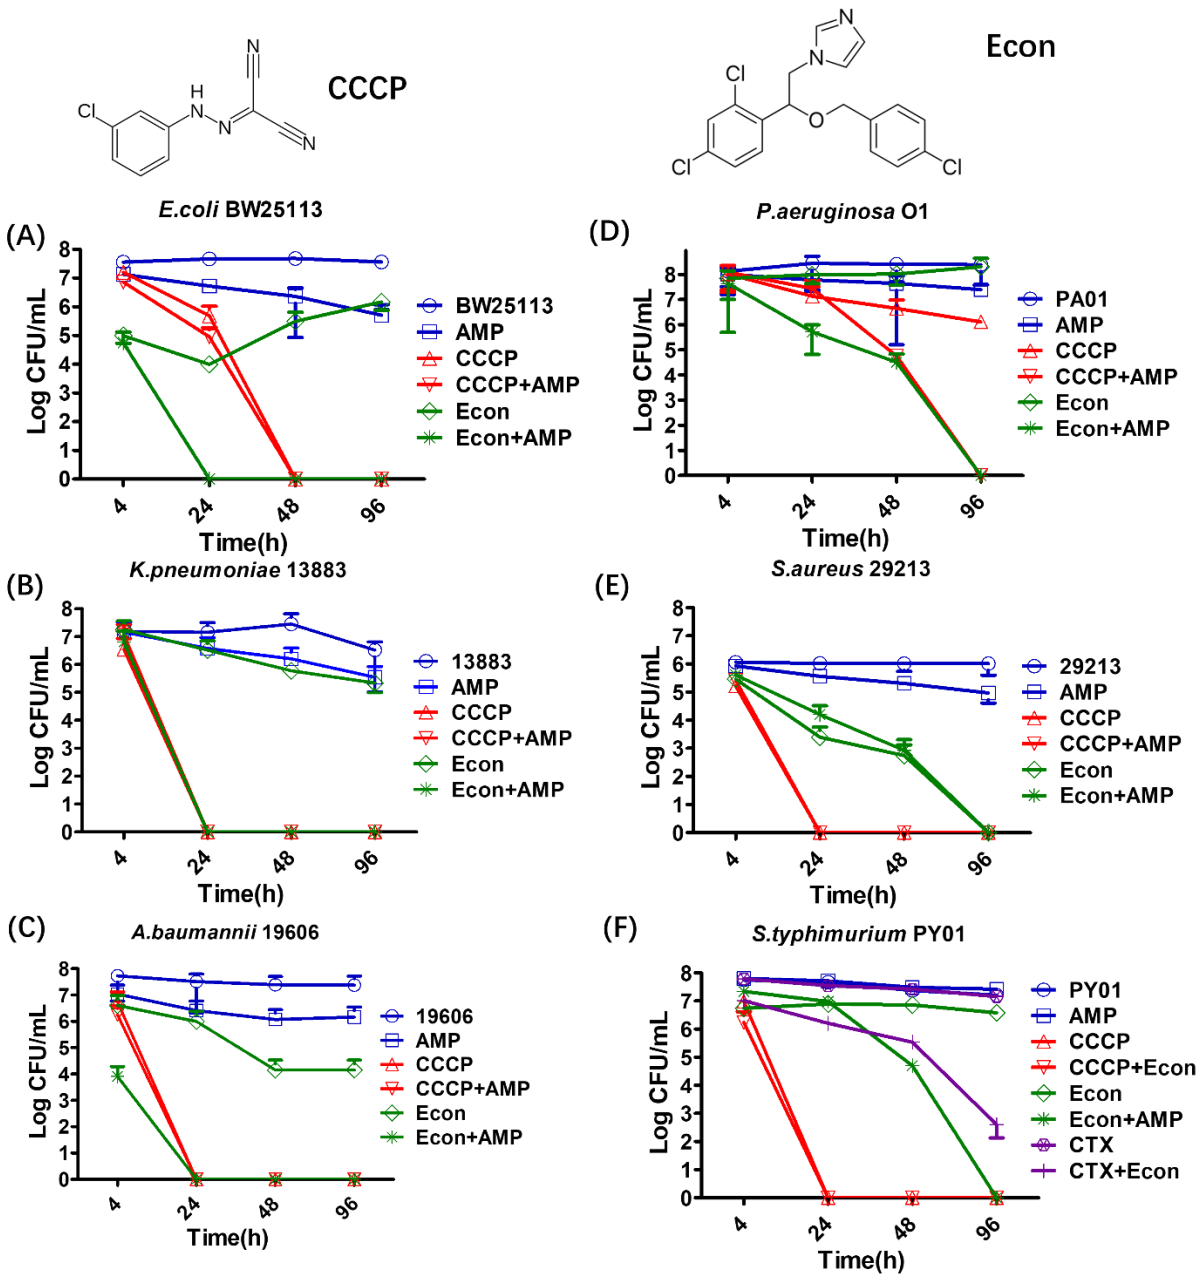 N
N
CCCP
H
Cl
N
N
N
Econ
N
N
Cl
O
Cl
Cl
E.coli BW25113
(A)
Log CFU/mL
8
7
6
5
4
3
2
1
0
4
24
48
96
Time(h)
BW25113
AMP
CCCP
CCCP+AMP
Econ
Econ+AMP
P.aeruginosa O1
(D)
Log CFU/mL
8
7
6
5
4
3
2
1
0
4
24
48
96
Time(h)
PA01
AMP
CCCP
CCCP+AMP
Econ
Econ+AMP
K.pneumoniae 13883
(B)
Log CFU/mL
8
7
6
5
4
3
2
1
0
4
24
48
96
Time(h)
13883
AMP
CCCP
CCCP+AMP
Econ
Econ+AMP
S.aureus 29213
(E)
Log CFU/mL
8
7
6
5
4
3
2
1
0
4
24
48
96
Time(h)
29213
AMP
CCCP
CCCP+AMP
Econ
Econ+AMP
A.baumannii 19606
(C)
Log CFU/mL
8
7
6
5
4
3
2
1
0
4
24
48
96
Time(h)
19606
AMP
CCCP
CCCP+AMP
Econ
Econ+AMP
S.typhimurium PY01
(F)
Log CFU/mL
8
7
6
5
4
3
2
1
0
4
24
48
96
Time(h)
PY01
AMP
CCCP
CCCP+Econ
Econ
Econ+AMP
CTX
CTX+Econ